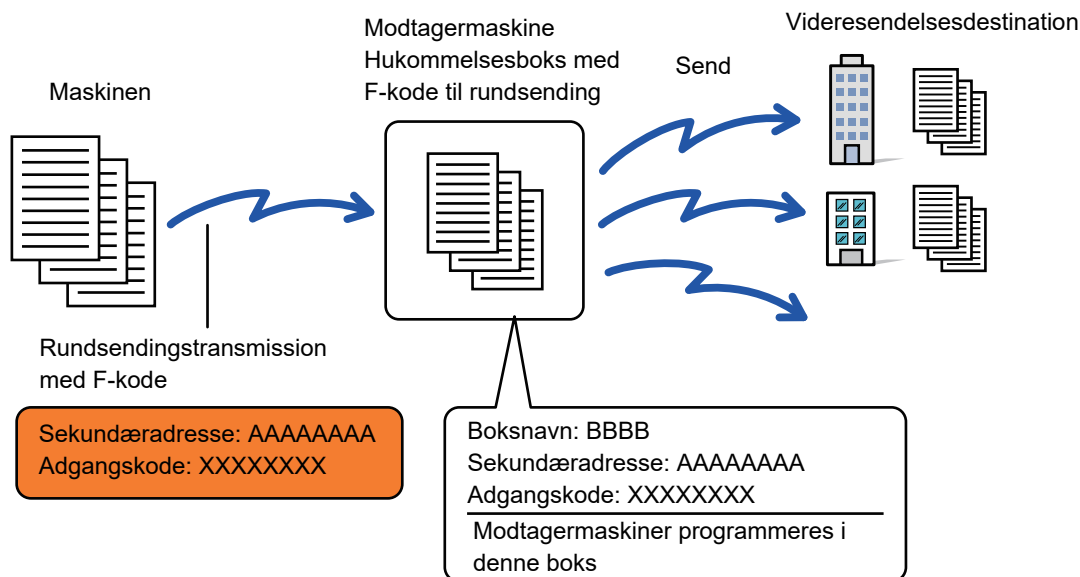 Maskinen
Modtagermaskine
Hukommelsesboks med
F-kode til rundsending
Send
Videresendelsesdestination
Rundsendingstransmission
med F-kode
Sekundæradresse: AAAAAAAA
Adgangskode: XXXXXXXX
Boksnavn: BBBB
Sekundæradresse: AAAAAAAA
Adgangskode: XXXXXXXX
Modtagermaskiner programmeres i
denne boks